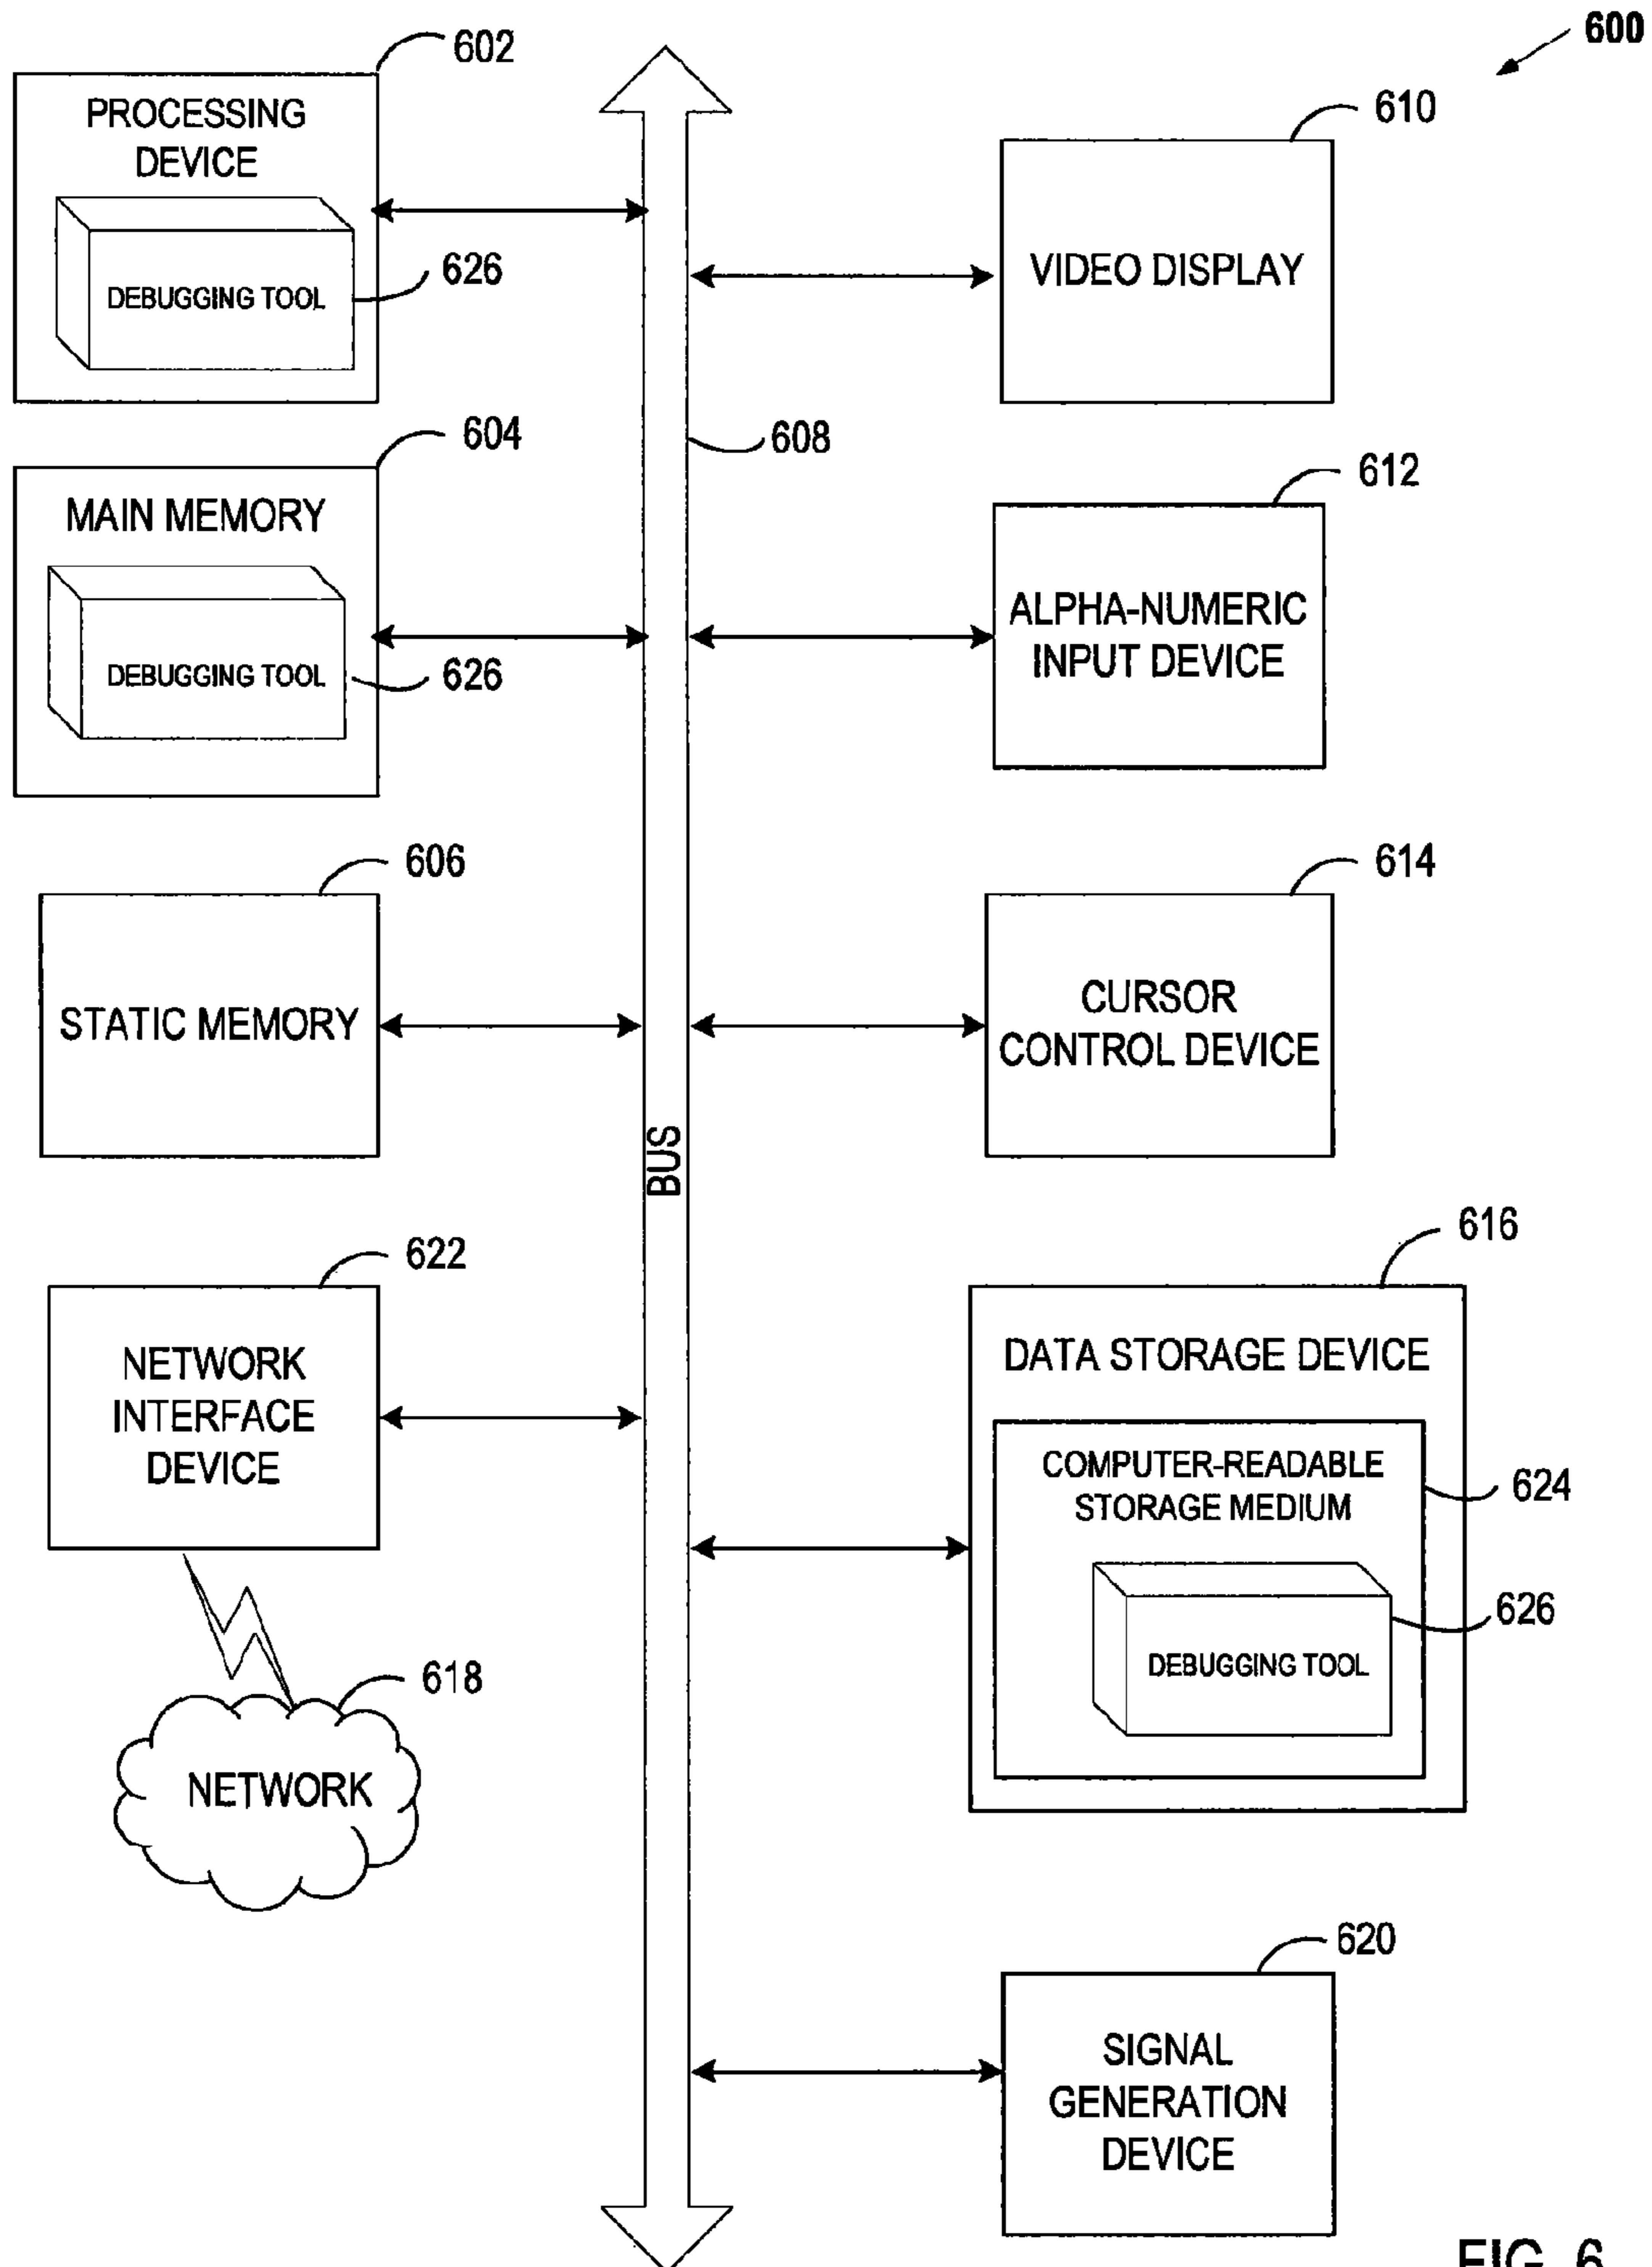 600
602
PROCESSING
DEVICE
DEBUGGING TOOL
626
610
VIDEO DISPLAY
608
604
MAIN MEMORY
DEBUGGING TOOL
626
612
ALPHA-NUMERIC
INPUT DEVICE
606
STATIC MEMORY
614
CURSOR
CONTROL DEVICE
BUS
622
NETWORK
INTERFACE
DEVICE
616
DATA STORAGE DEVICE
COMPUTER-READABLE
STORAGE MEDIUM
624
DEBUGGING TOOL
626
618
NETWORK
620
SIGNAL
GENERATION
DEVICE
FIG. 6